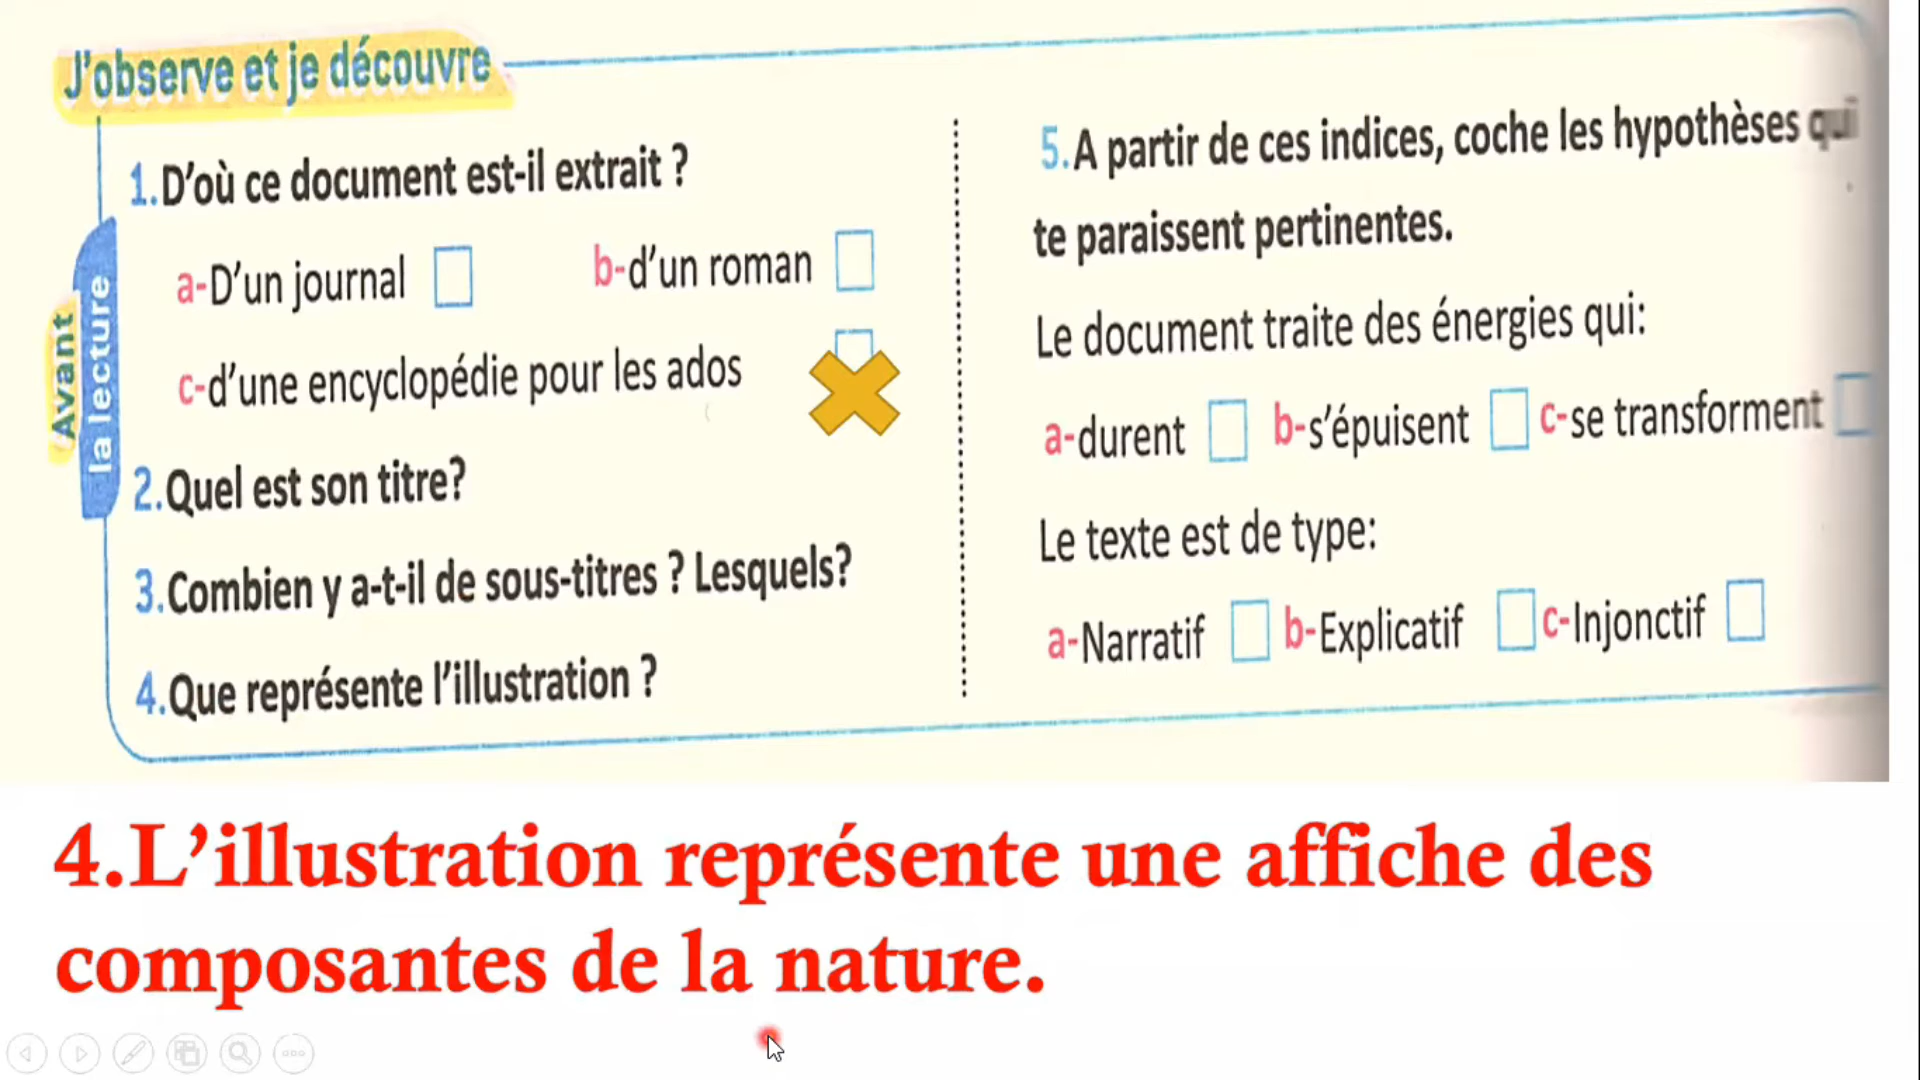 J'observe et je découvre
Avant
la lecture
1.D'où ce document est-il extrait ?
a-D'un journal
b-d'un roman
c-d'une encyclopédie pour les ados
2.Quel est son titre?
3.Combien y a-t-il de sous-titres ? Lesquels?
4.Que représente l'illustration ?
5.A partir de ces indices, coche les hypothèses qui
te paraissent pertinentes.
Le document traite des énergies qui:
a-durent b-s'épuisent c-se transforment
Le texte est de type:
a-Narratif b-Explicatif c-Injonctif
4.L'illustration représente une affiche des
composantes de la nature.